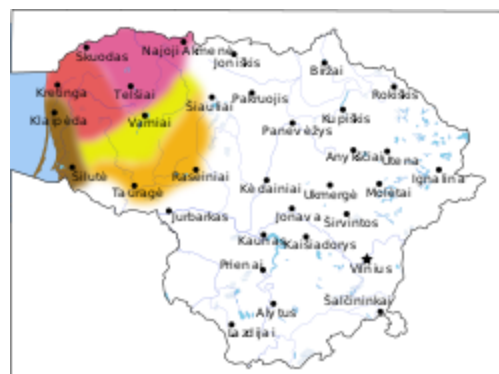 Skuodas
Najoji Akmenė
Joniškis
Biržai
Kretinga
Telšiai
Šiauliai
Pakruojis
Rokiškis
Klaipėda
Varniai
Panevėžys
Kupiškis
Anykščiai
Utena
Ignalina
Šilutė
Tauragė
Raseiniai
Kėdainiai
Ukmergė
Molėtai
Jurbarkas
Jonava
Širvintos
Kaunas
Kaišiadorys
Vilnius
Prienai
Alytus
Šalčininkai
Lazdijai